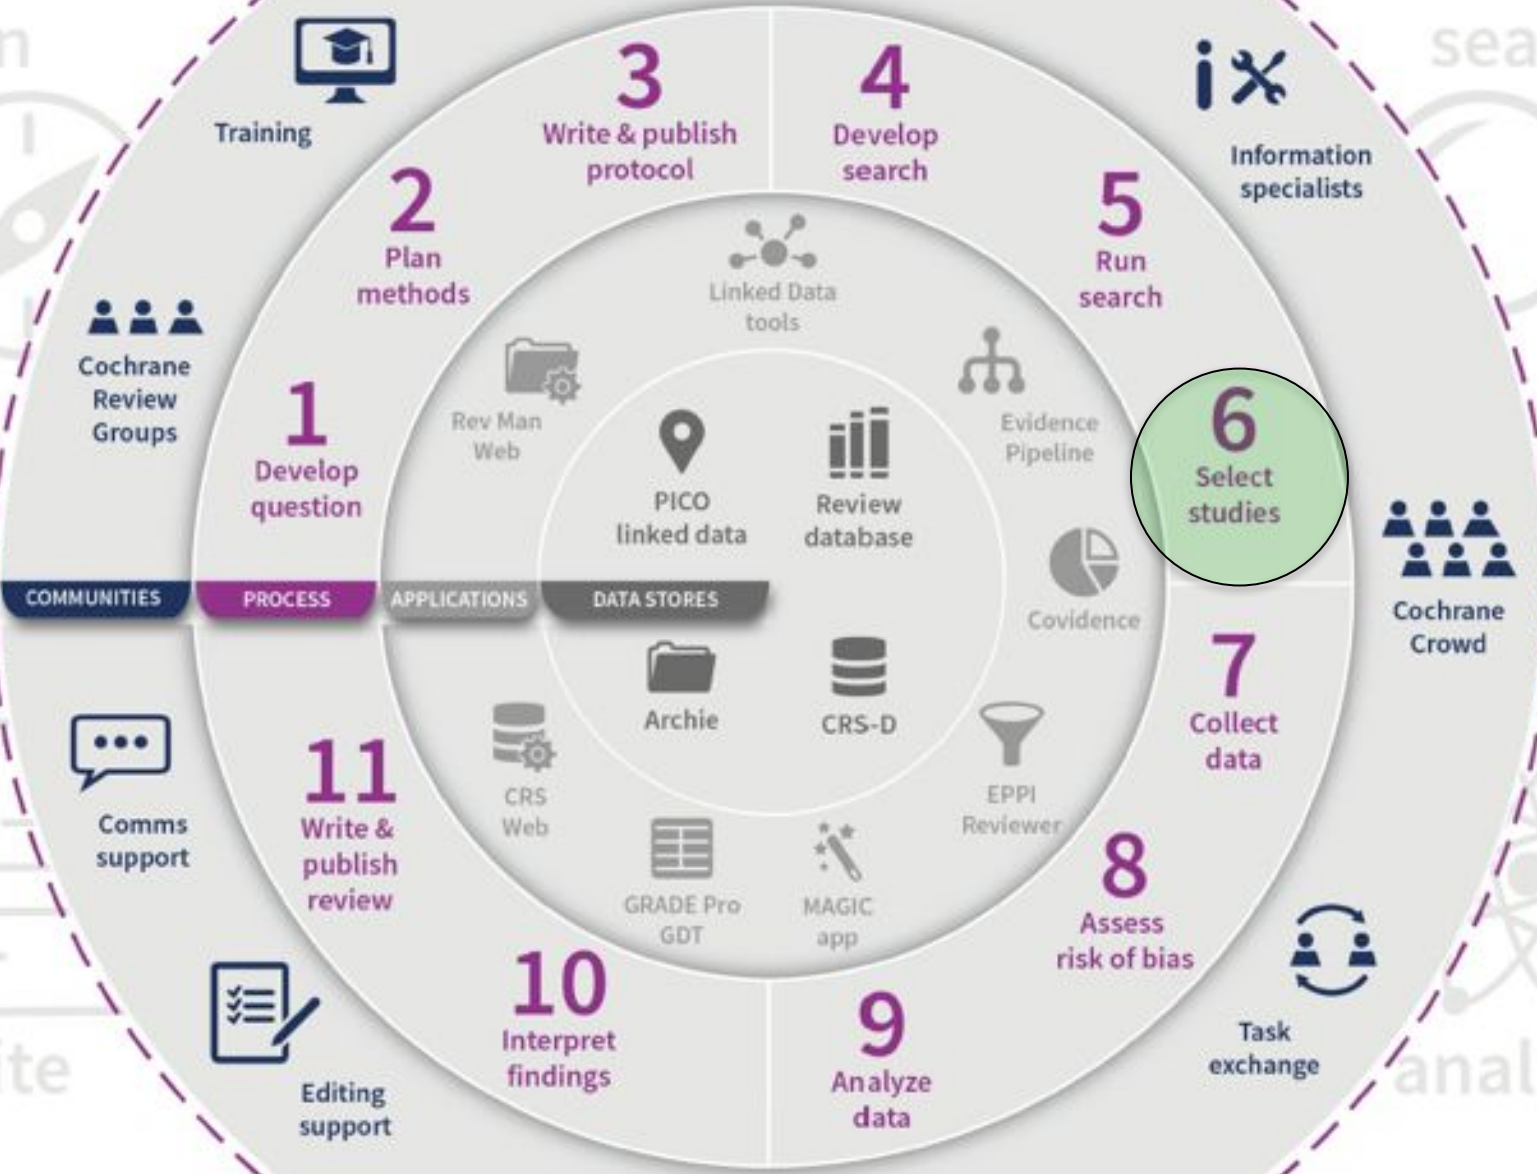 3
Write & publish
protocol
4
Develop
search
Training
Information
specialists
2
Plan
methods
5
Run
search
Linked Data
tools
Cochrane
Review
Groups
1
Develop
question
Rev Man
Web
PICO
linked data
Review
database
Evidence
Pipeline
6
Select
studies
COMMUNITIES
PROCESS
APPLICATIONS
DATA STORES
Covidence
Cochrane
Crowd
Archie
CRS-D
7
Collect
data
Comms
support
11
Write &
publish
review
CRS
Web
EPPI
Reviewer
GRADE Pro
GDT
MAGIC
app
8
Assess
risk of bias
10
Interpret
findings
9
Analyze
data
Task
exchange
Editing
support